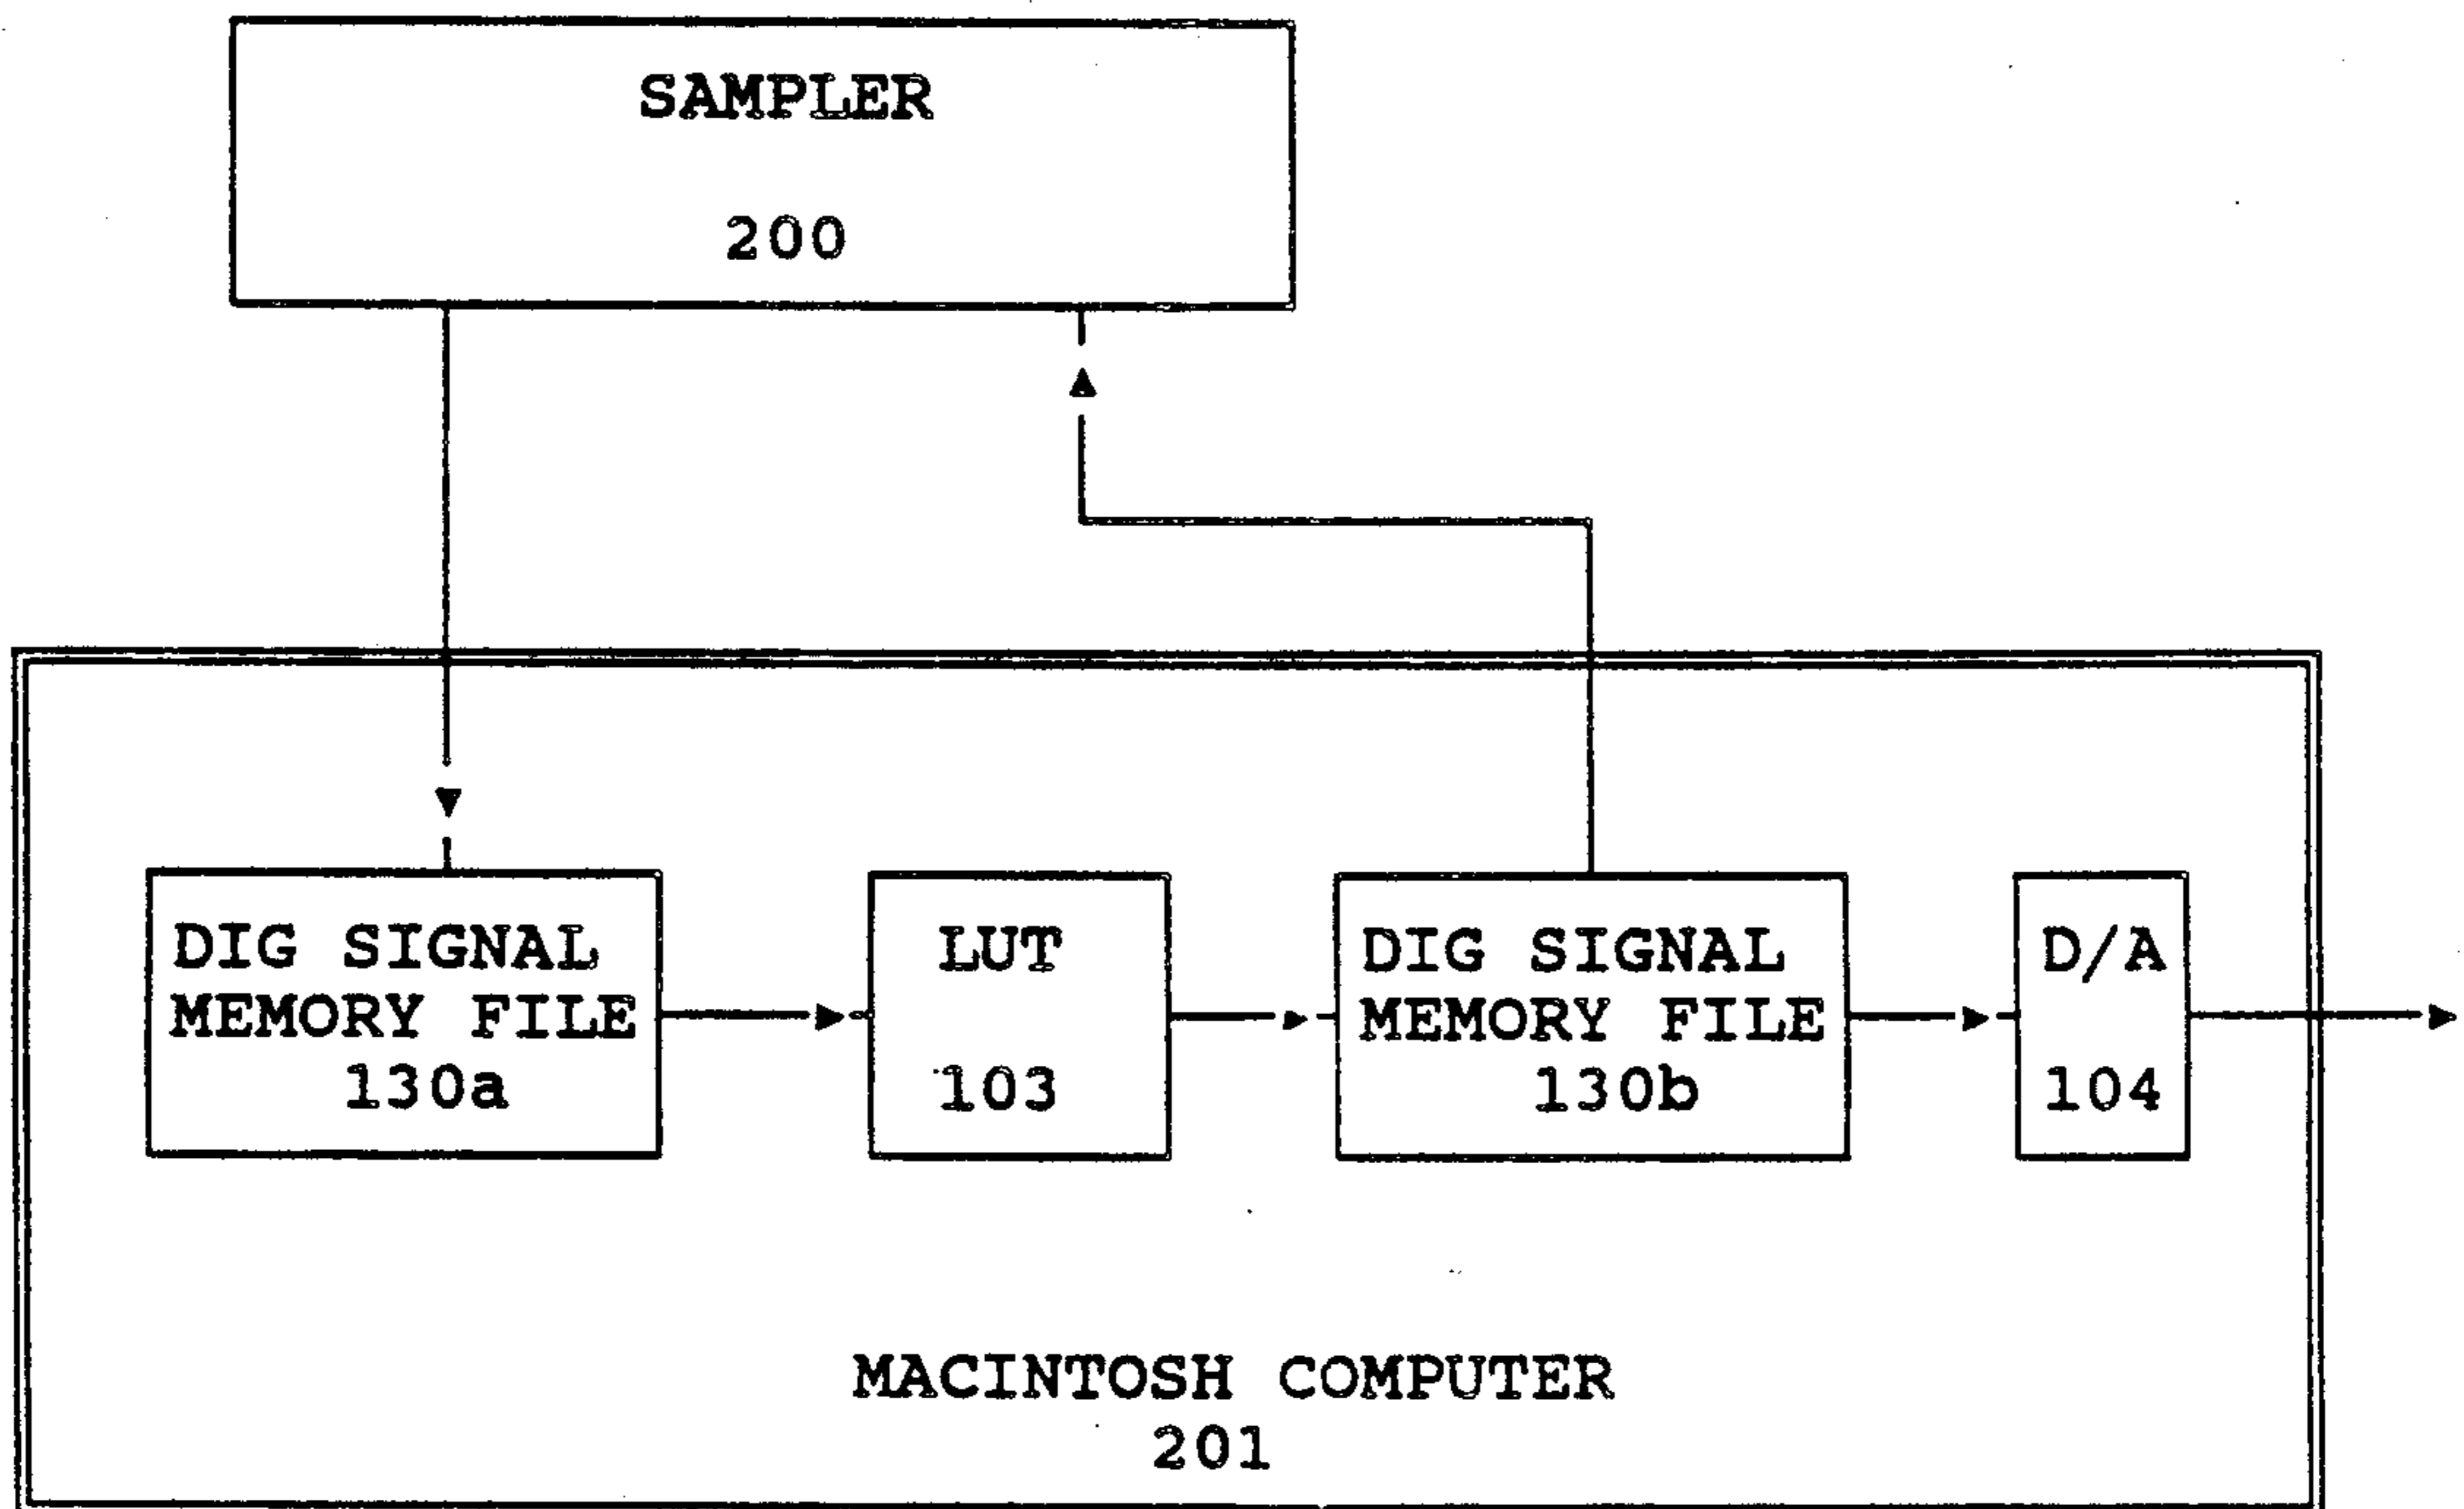 SAMPLER
200
DIG SIGNAL
MEMORY FILE
130a
LUT
103
DIG SIGNAL
MEMORY FILE
130b
D/A
104
MACINTOSH COMPUTER
201